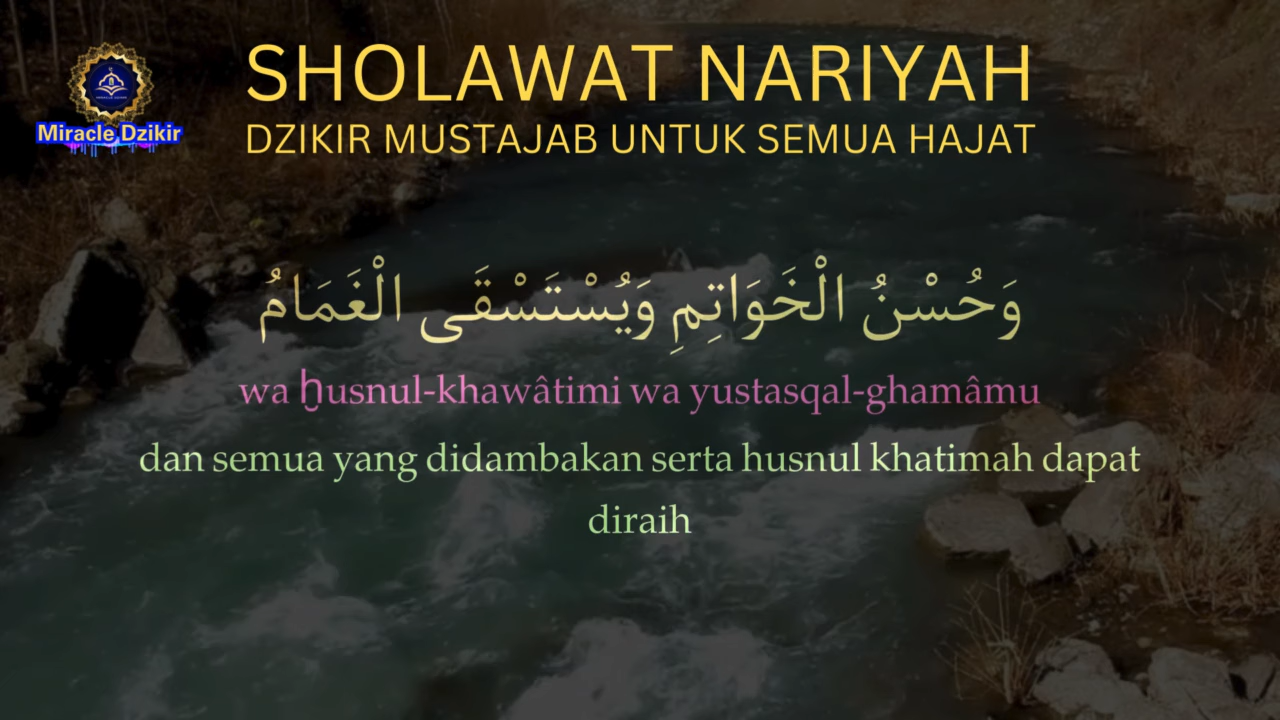 SHOLAWAT NARIYAH
DZIKIR MUSTAJAB UNTUK SEMUA HAJAT
Miracle Dzikir
وَحُسْنُ الْخَوَاتِمِ وَيُسْتَسْقَى الْغَمَامُ
wa ẖusnul-khawâtimi wa yustasqal-ghamâmu
dan semua yang didambakan serta husnul khatimah dapat
diraih